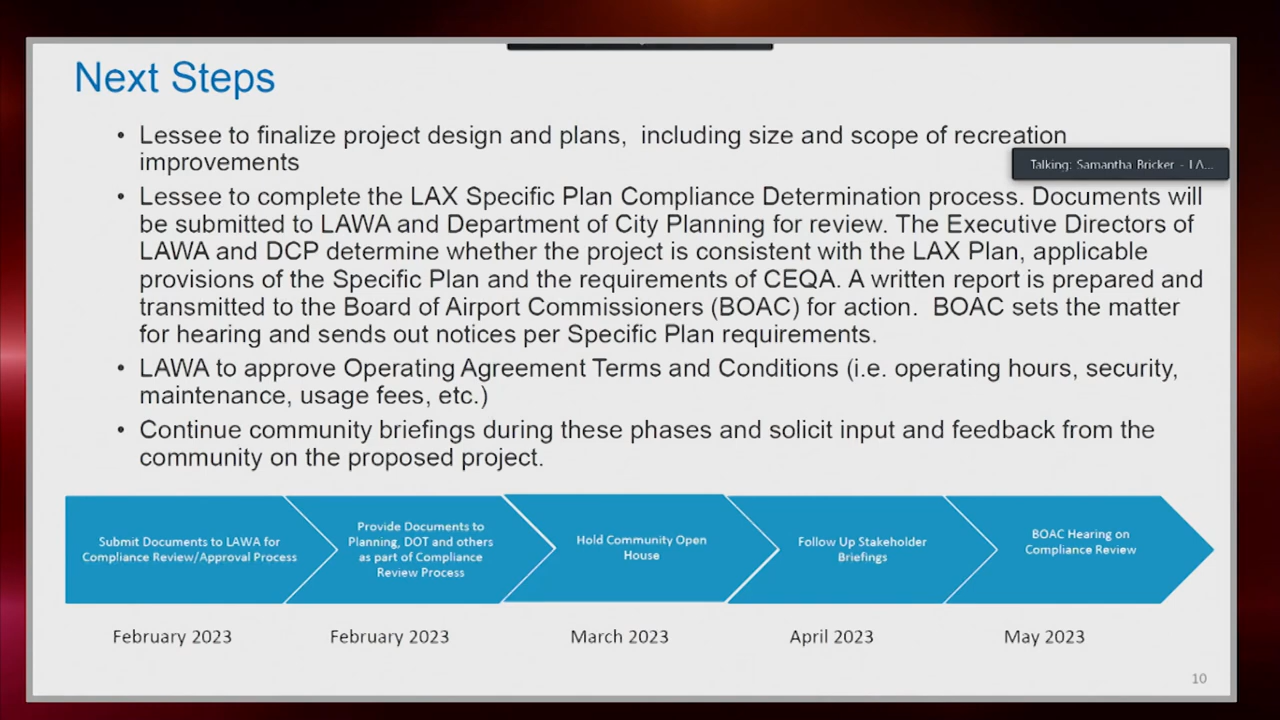 Next Steps
• Lessee to finalize project design and plans, including size and scope of recreation
improvements
Talking: Samantha Bricker - LA...
• Lessee to complete the LAX Specific Plan Compliance Determination process. Documents will
be submitted to LAWA and Department of City Planning for review. The Executive Directors of
LAWA and DCP determine whether the project is consistent with the LAX Plan, applicable
provisions of the Specific Plan and the requirements of CEQA. A written report is prepared and
transmitted to the Board of Airport Commissioners (BOAC) for action. BOAC sets the matter
for hearing and sends out notices per Specific Plan requirements.
• LAWA to approve Operating Agreement Terms and Conditions (i.e. operating hours, security,
maintenance, usage fees, etc.)
• Continue community briefings during these phases and solicit input and feedback from the
community on the proposed project.
Submit Documents to LAWA for
Compliance Review/Approval Process
Provide Documents to
Planning, DOT and others
as part of Compliance
Review Process
Hold Community Open
House
Follow Up Stakeholder
Briefings
BOAC Hearing on
Compliance Review
February 2023
February 2023
March 2023
April 2023
May 2023
10